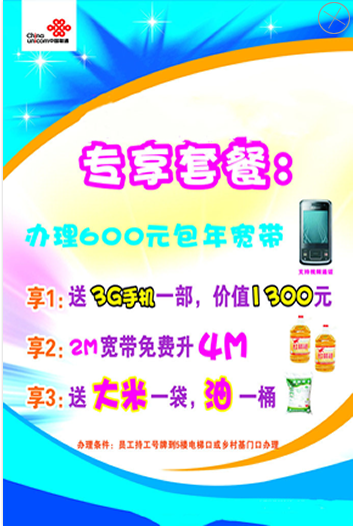 China
unicom中国联通
专享套餐：
办理600元包年宽带
支持视频通话
享1：送3G手机一部，价值1300元
享2：2M宽带免费升4M
享3：送大米一袋，油一桶
办理条件：员工持工号牌到5楼电梯口或乡村基门口办理